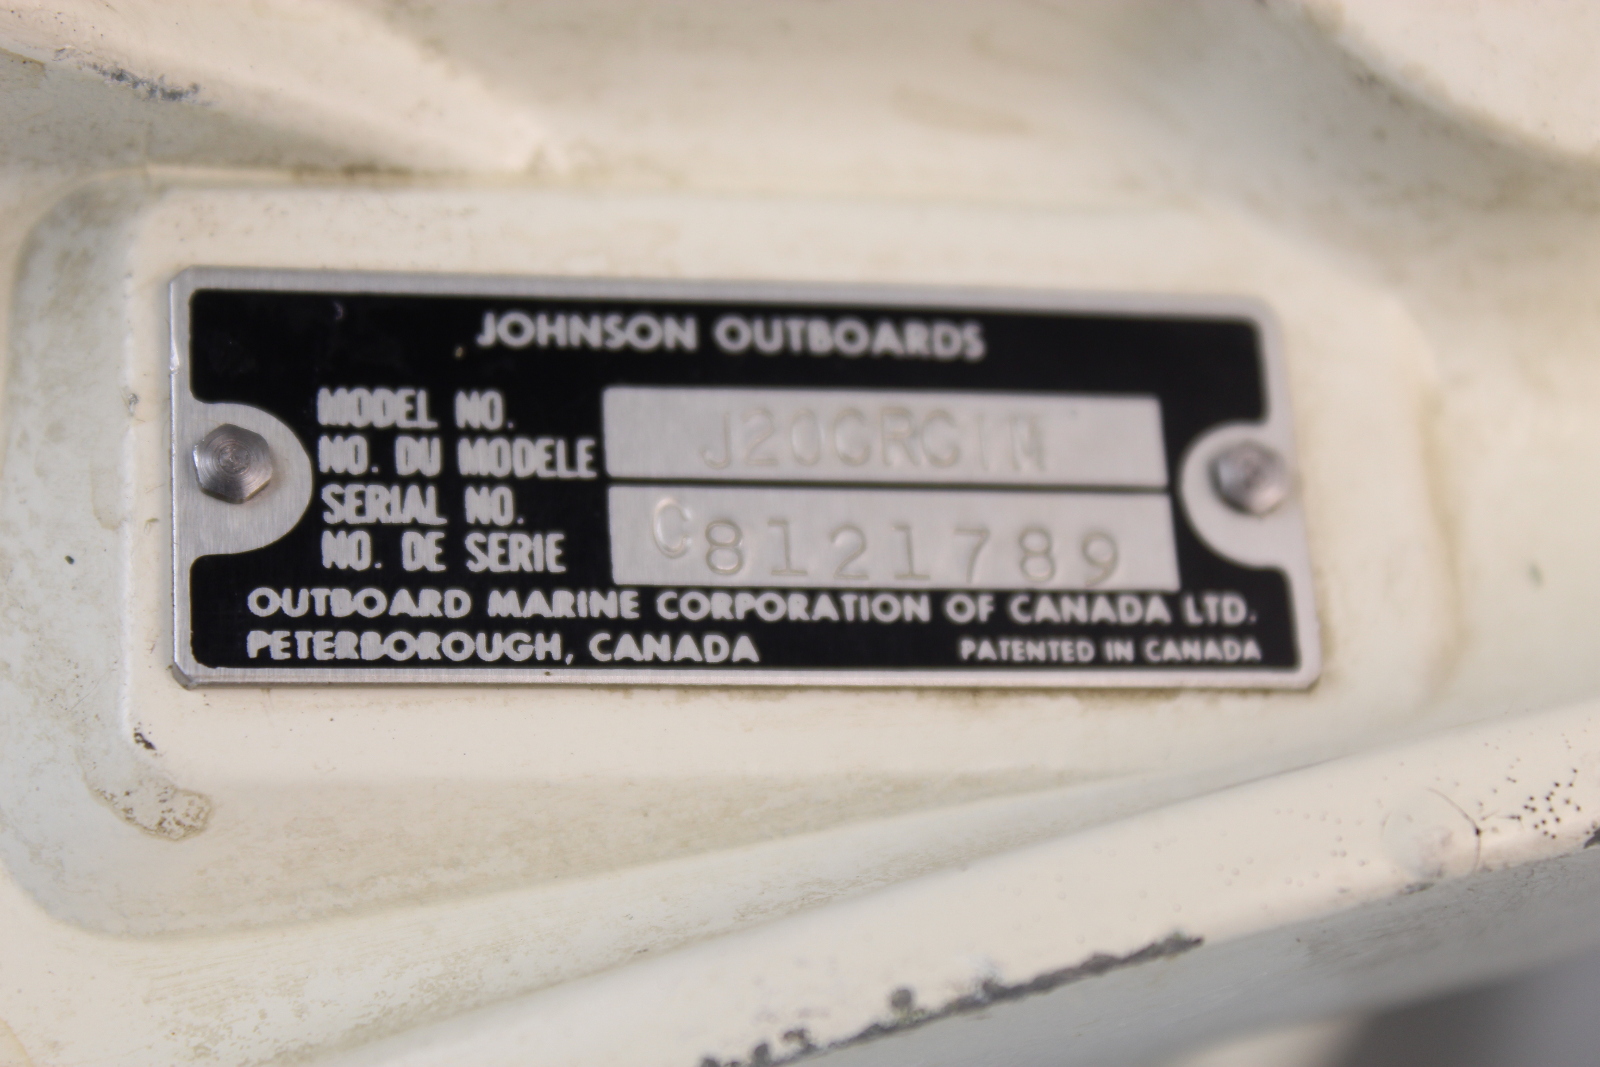 JOHNSON OUTBOARDS
MODEL NO.
NO. DU MODELE
J20CRCIM
SERIAL NO.
NO. DE SERIE
C8121789
OUTBOARD MARINE CORPORATION OF CANADA LTD.
PETERBOROUGH, CANADA
PATENTED IN CANADA